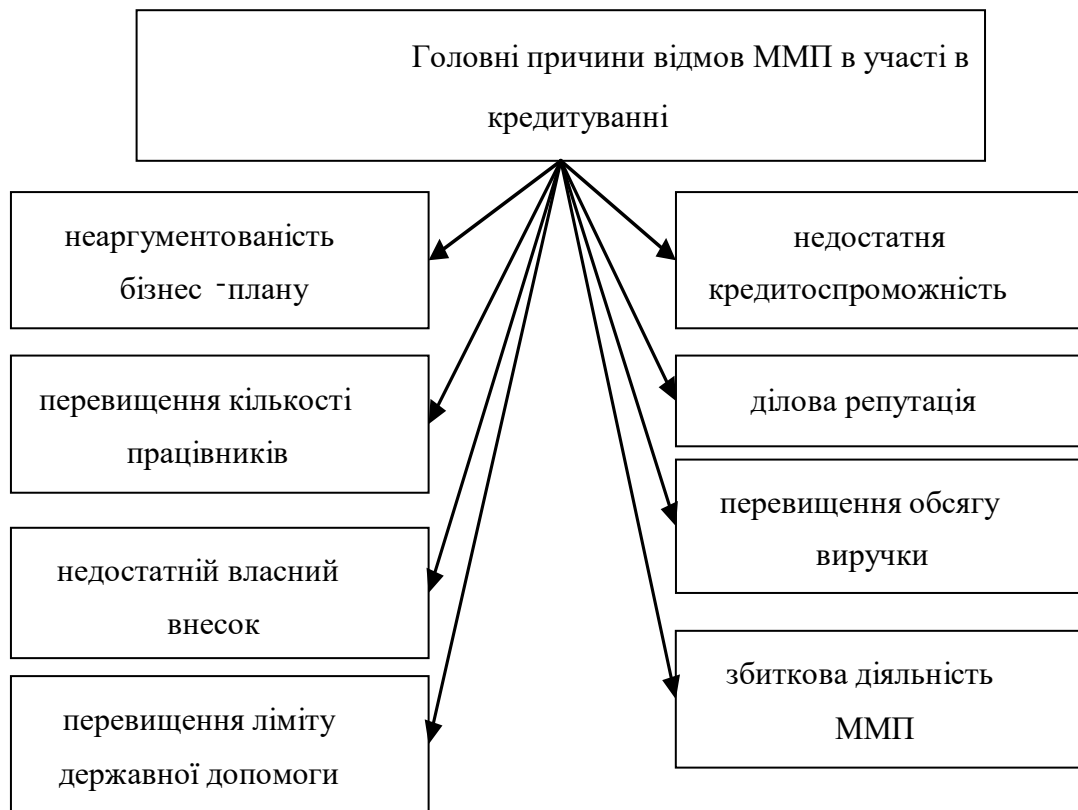 Головні причини відмов ММП в участі в
кредитуванні
неаргументованість
бізнес -плану
недостатня
кредитоспроможність
перевищення кількості
працівників
ділова репутація
перевищення обсягу
виручки
недостатній власний
внесок
збиткова діяльність
ММП
перевищення ліміту
державної допомоги